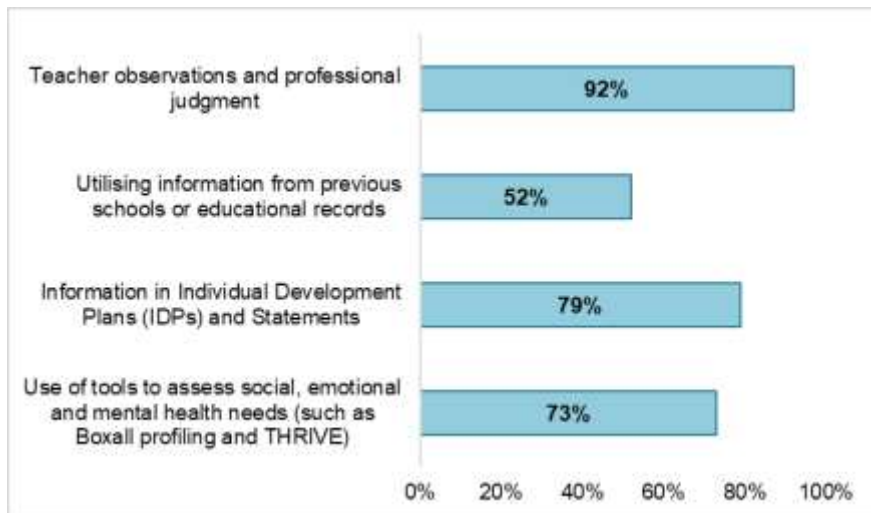 Teacher observations and professional
judgment
92%
Utilising information from previous
schools or educational records
52%
Information in Individual Development
Plans (IDPs) and Statements
79%
Use of tools to assess social, emotional
and mental health needs (such as
Boxall profiling and THRIVE)
73%
0% 20% 40% 60% 80% 100%